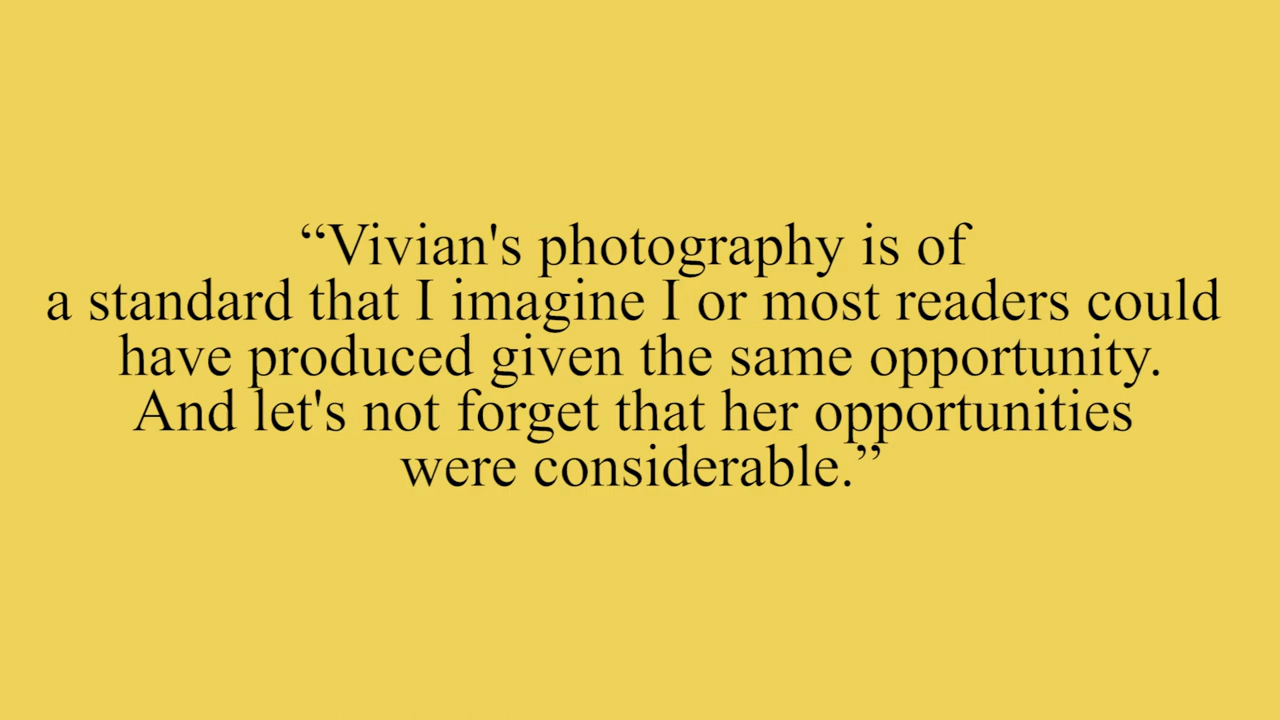 “Vivian's photography is of
a standard that I imagine I or most readers could
have produced given the same opportunity.
And let's not forget that her opportunities
were considerable.”